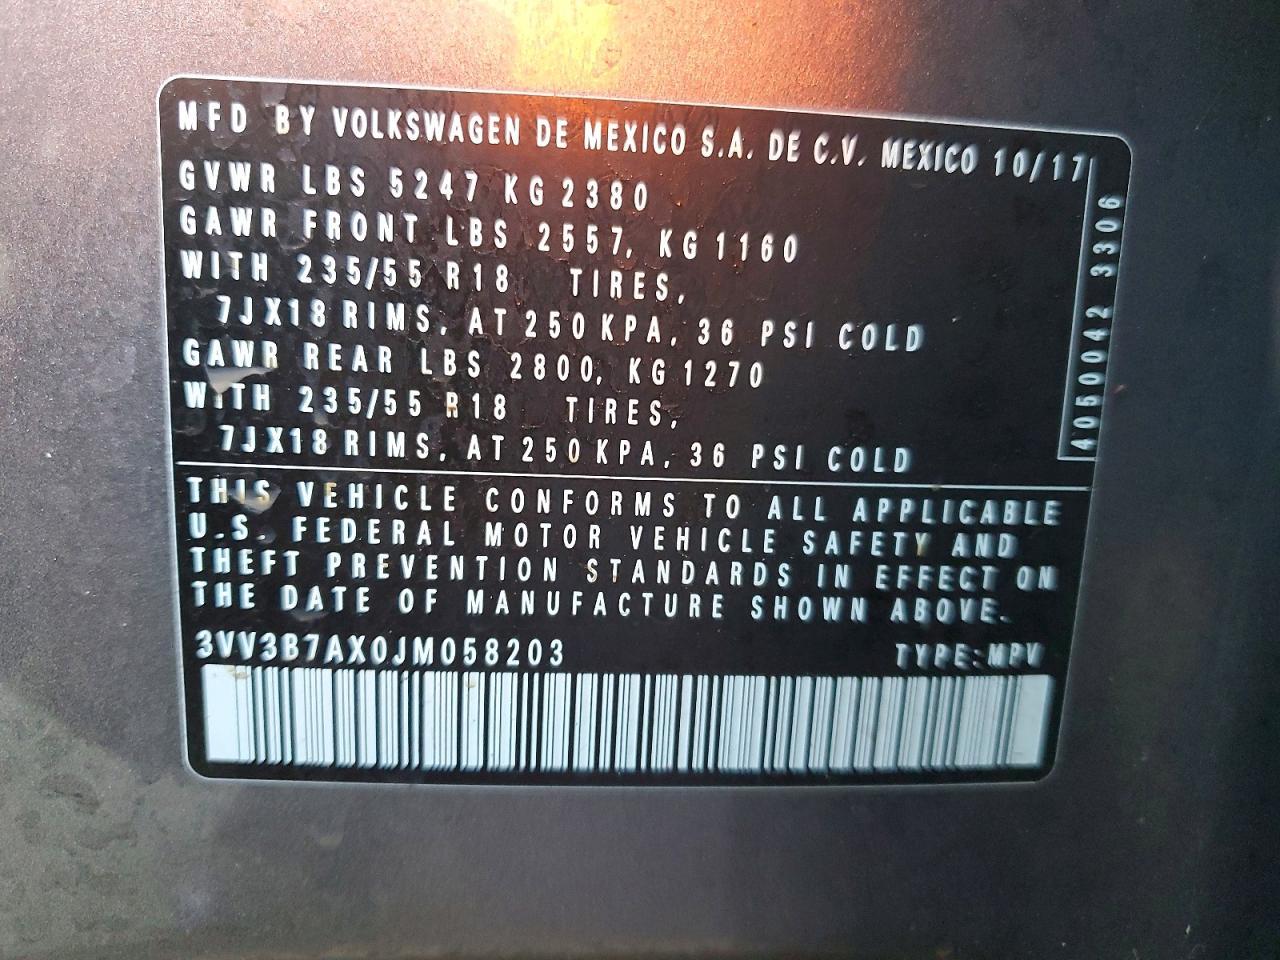 MFD BY VOLKSWAGEN DE MEXICO S.A. DE C.V. MEXICO 10/17
GVWR LBS 5247 KG 2380
GAWR FRONT LBS 2557, KG 1160
WITH 235/55 R18 TIRES,
7JX18 RIMS, AT 250 KPA, 36 PSI COLD
GAWR REAR LBS 2800, KG 1270
WITH 235/55 R18 TIRES,
7JX18 RIMS, AT 250 KPA, 36 PSI COLD
4050042 3306
THIS VEHICLE CONFORMS TO ALL APPLICABLE
U.S. FEDERAL MOTOR VEHICLE SAFETY AND
THEFT PREVENTION STANDARDS IN EFFECT ON
THE DATE OF MANUFACTURE SHOWN ABOVE.
3VV3B7AX0JM058203 TYPE:MPV